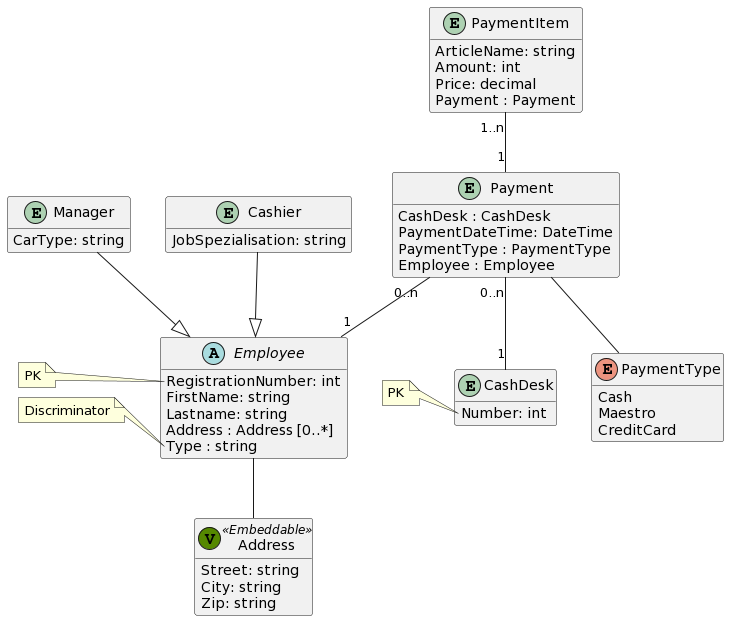 E PaymentItem
ArticleName: string
Amount: int
Price: decimal
Payment : Payment
1..n
1
E Manager
CarType: string
E Cashier
JobSpezialisation: string
E Payment
CashDesk : CashDesk
PaymentDateTime: DateTime
PaymentType : PaymentType
Employee : Employee
0..n
1
0..n
1
A Employee
RegistrationNumber: int
FirstName: string
Lastname: string
Address : Address [0..*]
Type : string
PK
Discriminator
PK
E CashDesk
Number: int
E PaymentType
Cash
Maestro
CreditCard
V «Embeddable»
Address
Street: string
City: string
Zip: string